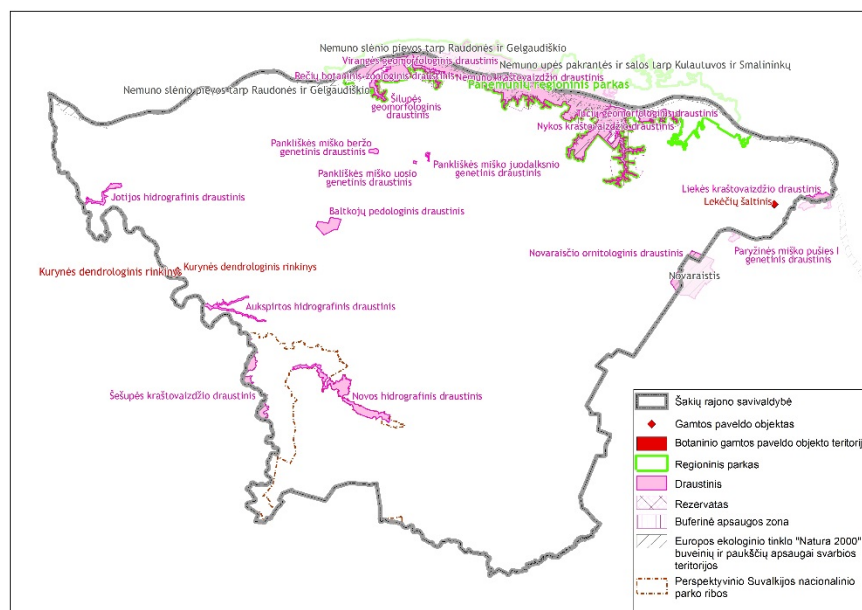 Nemuno slėnio pievos tarp Raudonės ir Gelgaudiškio
Virangės geomorfologinis draustinis
Nemuno upės pakrantės ir salos tarp Kulautuvos ir Smalininkų
Nemuno kraštovaizdžio draustinis
Panemunių regioninis parkas
Nemuno slėnio pievos tarp Raudonės ir Gelgaudiškio
Šilupės
geomorfologinis
draustinis
geomorfologinis draustinis
Nykos kraštovaizdžio draustinis
Pankliškės miško beržo
genetinis draustinis
Pankliškės miško uosio
genetinis draustinis
Pankliškės miško juodalksnio
genetinis draustinis
Jotijos hidrografinis draustinis
Baltkojų pedologinis draustinis
Liekės kraštovaizdžio draustinis
Lekėčių šaltinis
Paryžinės miško pušies I
genetinis draustinis
Novaraisčio ornitologinis draustinis
Novaraistis
Kurynės dendrologinis rinkinys
Kurynės dendrologinis rinkinys
Aukspirtos hidrografinis draustinis
Šešupės kraštovaizdžio draustinis
Novos hidrografinis draustinis
Šakių rajono savivaldybė
Gamtos paveldo objektas
Botaninio gamtos paveldo objekto teritorij
Regioninis parkas
Draustinis
Rezervatas
Buferinė apsaugos zona
Europos ekologinio tinklo "Natura 2000"
buveinių ir paukščių apsaugai svarbios
teritorijos
Perspektyvinio Suvalkijos nacionalinio
parko ribos